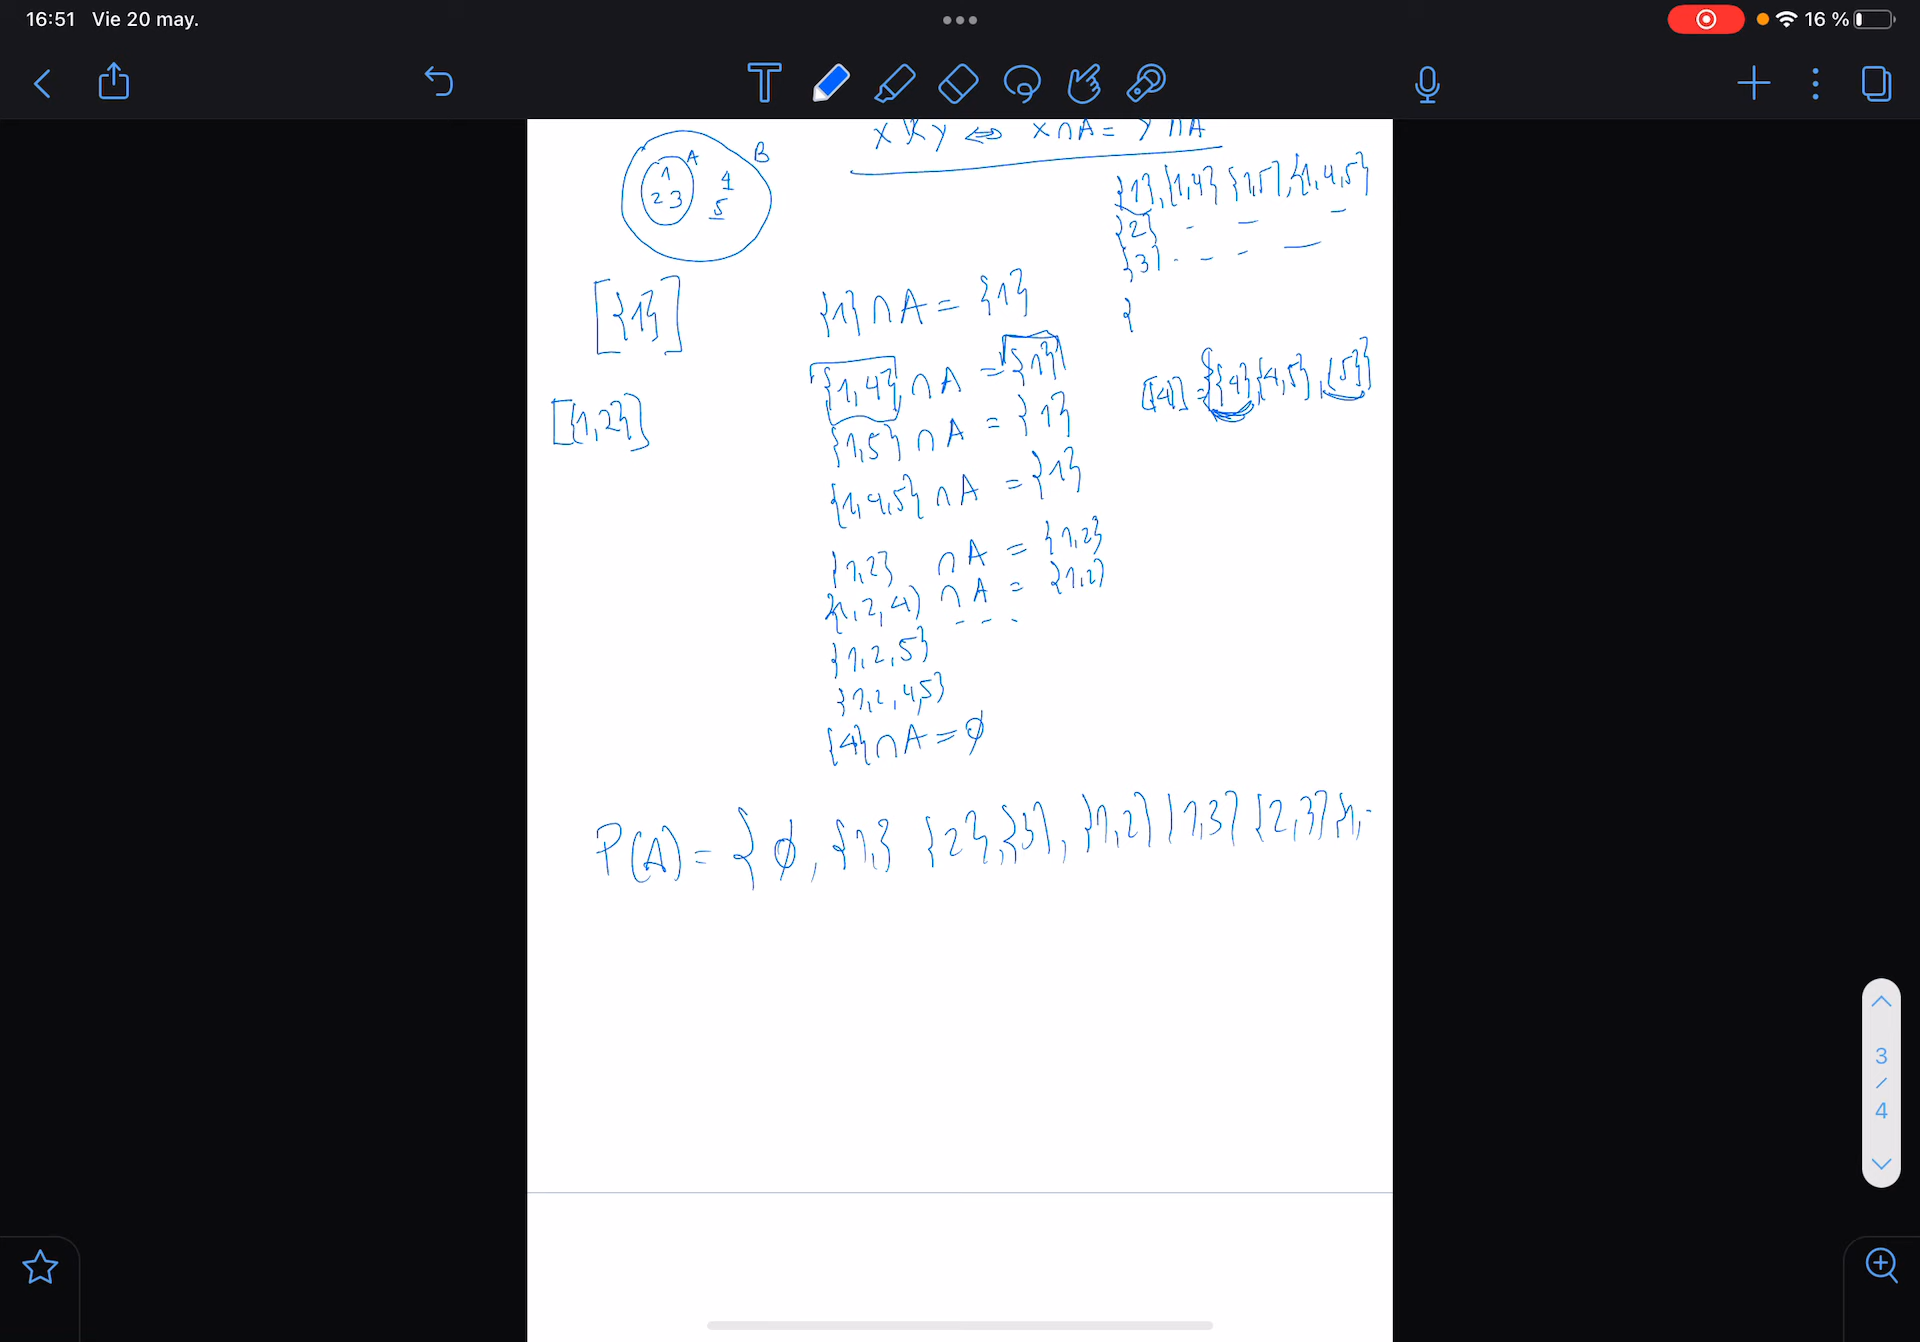 16:51 Vie 20 may.
16 %
x R y ⇔ x ∩ A = y ∩ A
A B
1
2 3
4
5
{1}, {1,4} {1,5}, {1,4,5}
{2} - - -
{3} - - - -
{
[{1}]
{1} ∩ A = {1}
{1,4} ∩ A = {1}
[{4}] = {{4}, {4,5}, {5}}
[{1,2}]
{1,5} ∩ A = {1}
{1,4,5} ∩ A = {1}
{1,2} ∩ A = {1,2}
{1,2,4} ∩ A = {1,2}
- - -
{1,2,5}
{1,2,4,5}
{4} ∩ A = ∅
P(A) = { ∅, {1,} {2}, {3}, {1,2} {1,3} {2,3} {1,-
3
/
4